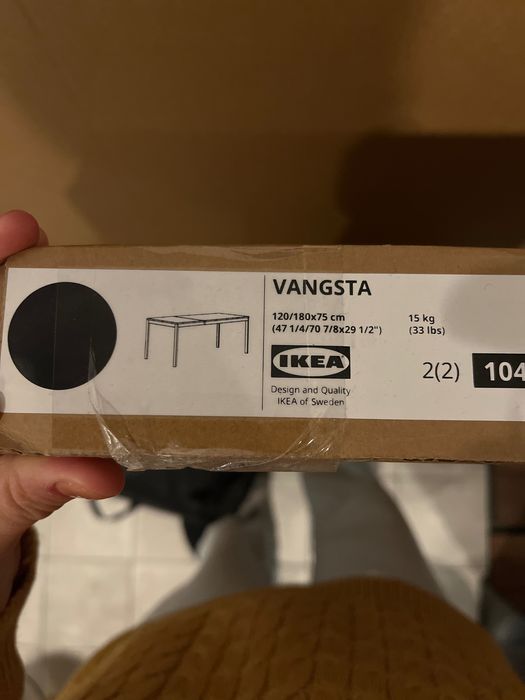 VANGSTA
120/180x75 cm
(47 1/4/70 7/8x29 1/2")
15 kg
(33 lbs)
IKEA
Design and Quality
IKEA of Sweden
2(2)
104